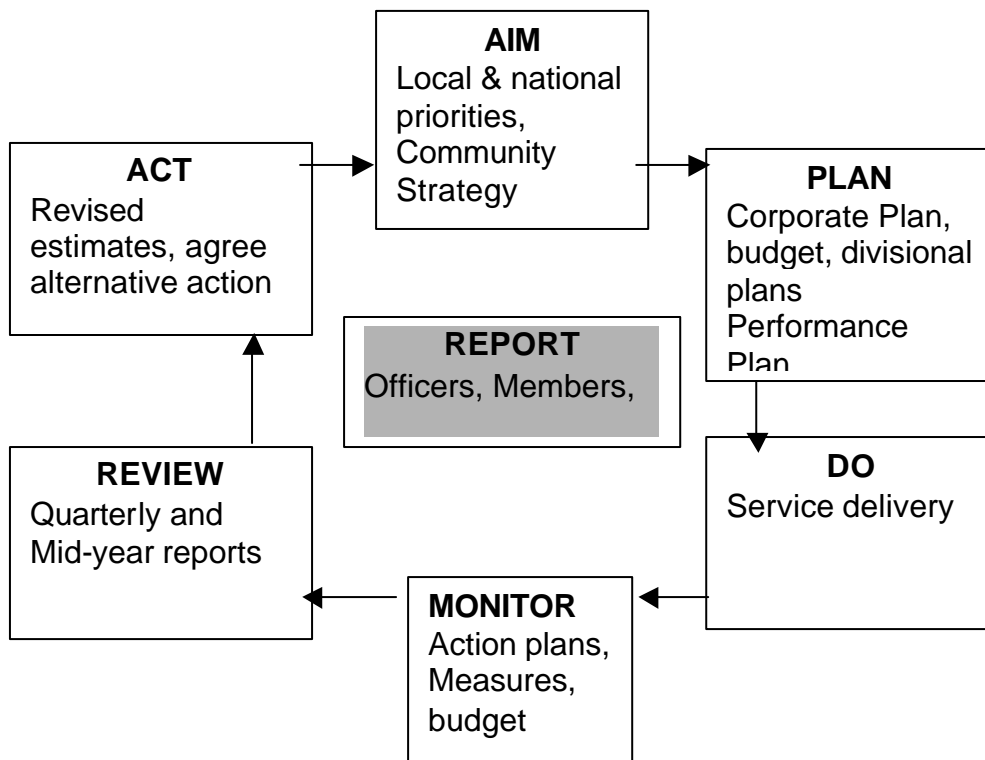 AIM
Local & national
priorities,
Community
Strategy
PLAN
Corporate Plan,
budget, divisional
plans
Performance
Plan
DO
Service delivery
MONITOR
Action plans,
Measures,
budget
REVIEW
Quarterly and
Mid-year reports
ACT
Revised
estimates, agree
alternative action
REPORT
Officers, Members,